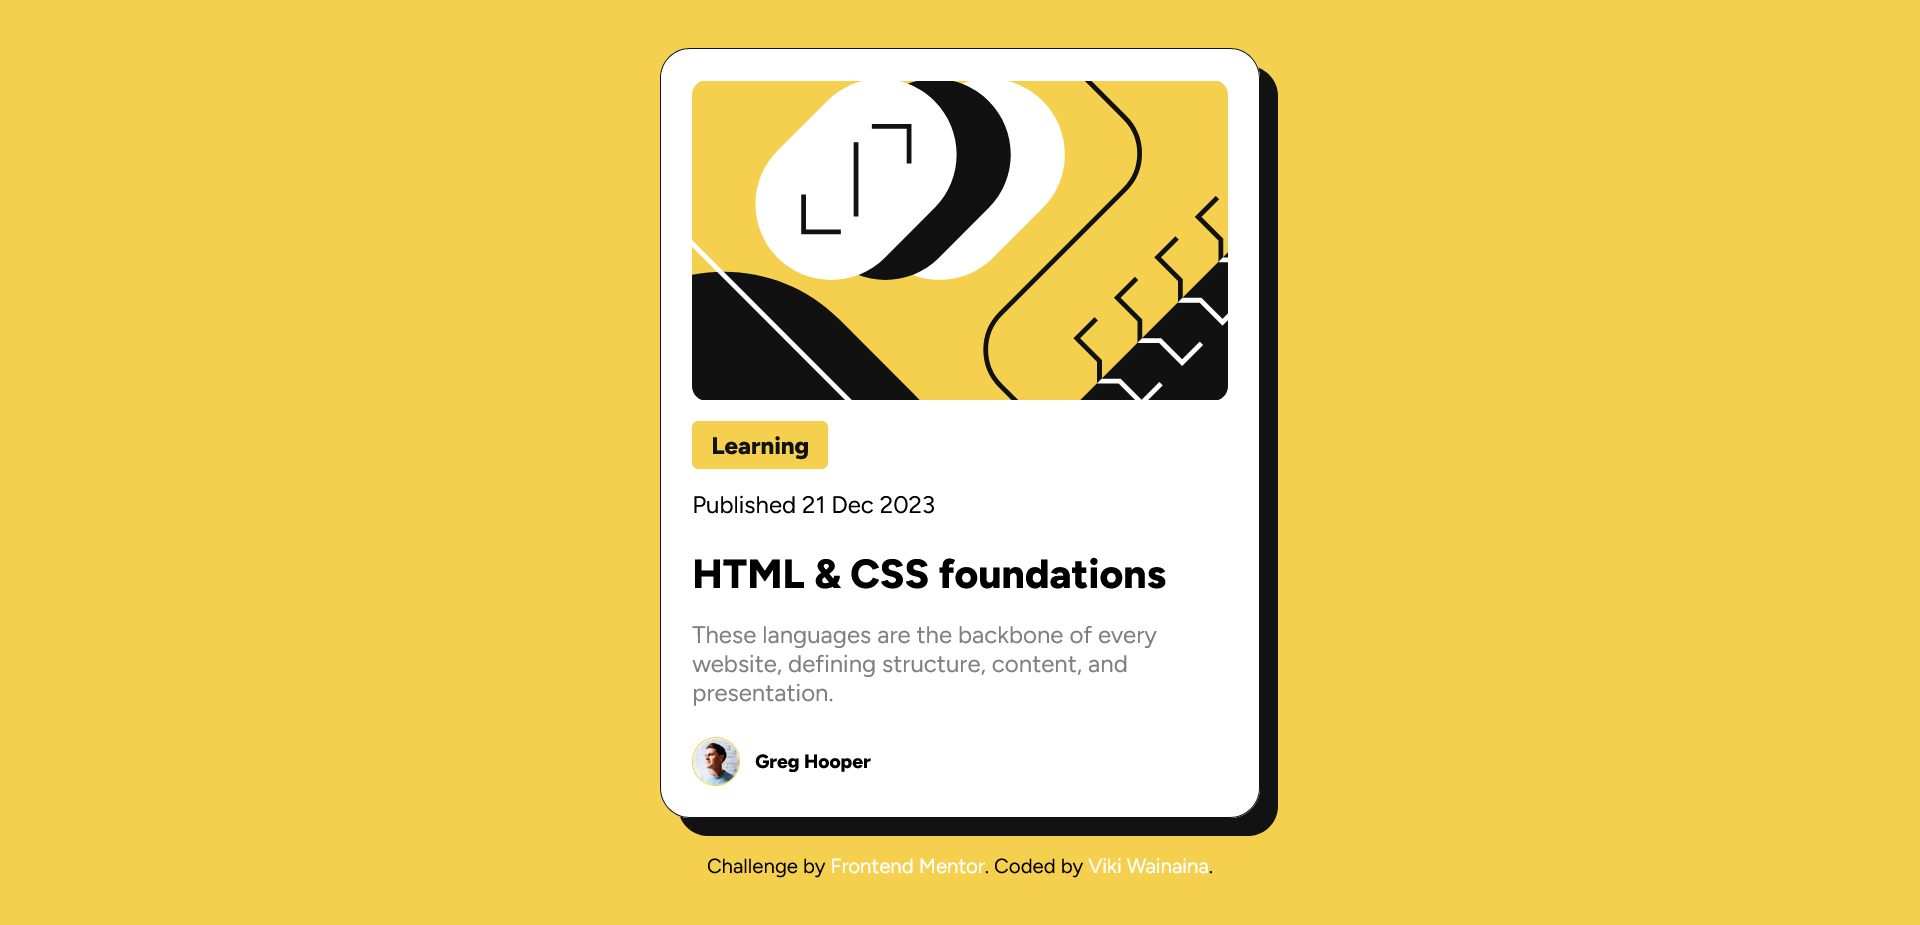 Learning
Published 21 Dec 2023
HTML & CSS foundations
These languages are the backbone of every
website, defining structure, content, and
presentation.
Greg Hooper
Challenge by Frontend Mentor. Coded by Viki Wainaina.